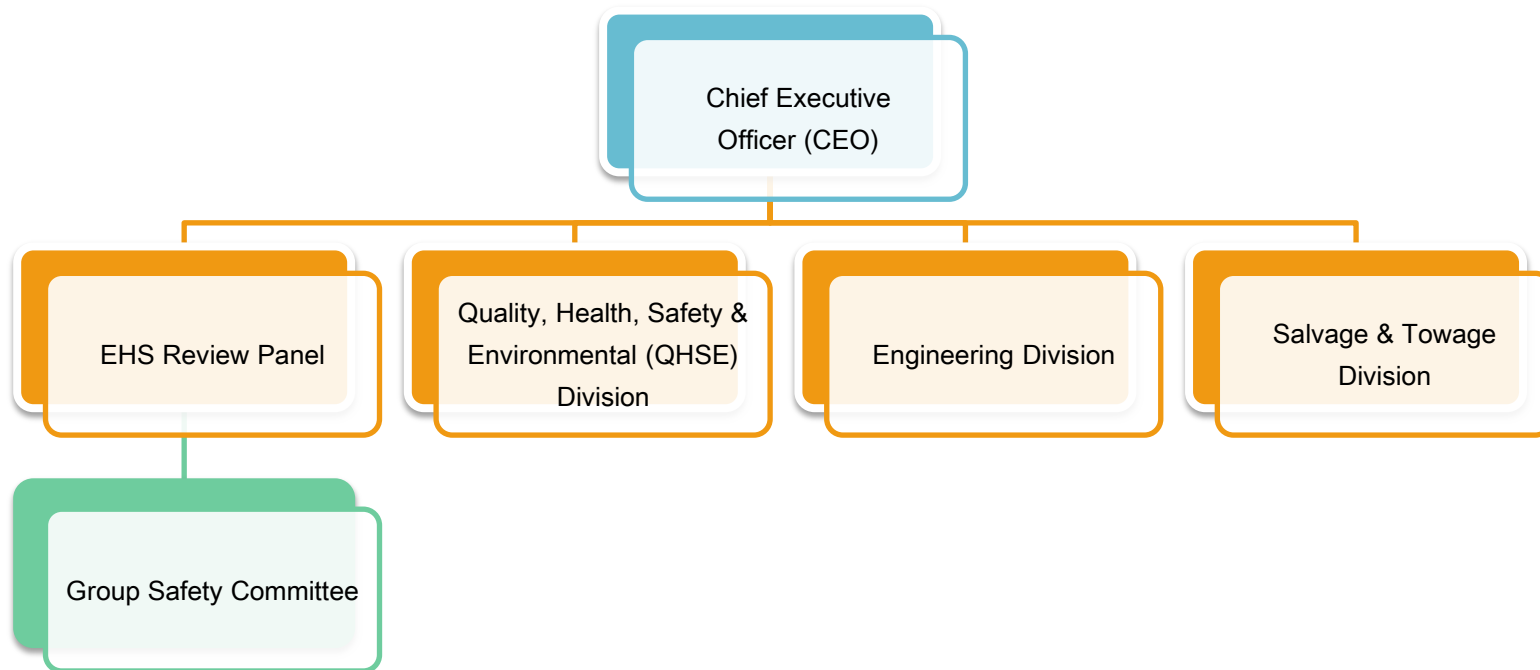 Chief Executive
Officer (CEO)
EHS Review Panel
Quality, Health, Safety &
Environmental (QHSE)
Division
Engineering Division
Salvage & Towage
Division
Group Safety Committee